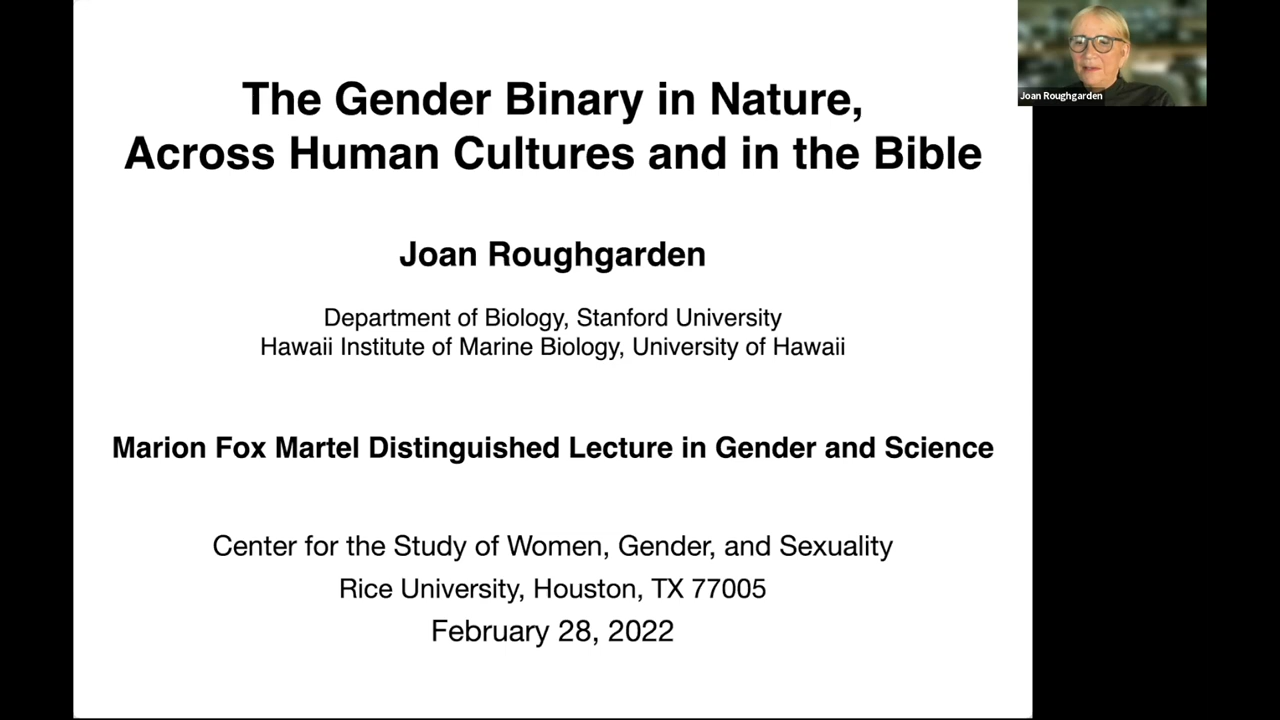 The Gender Binary in Nature,
Across Human Cultures and in the Bible
Joan Roughgarden
Department of Biology, Stanford University
Hawaii Institute of Marine Biology, University of Hawaii
Marion Fox Martel Distinguished Lecture in Gender and Science
Center for the Study of Women, Gender, and Sexuality
Rice University, Houston, TX 77005
February 28, 2022
Joan Roughgarden